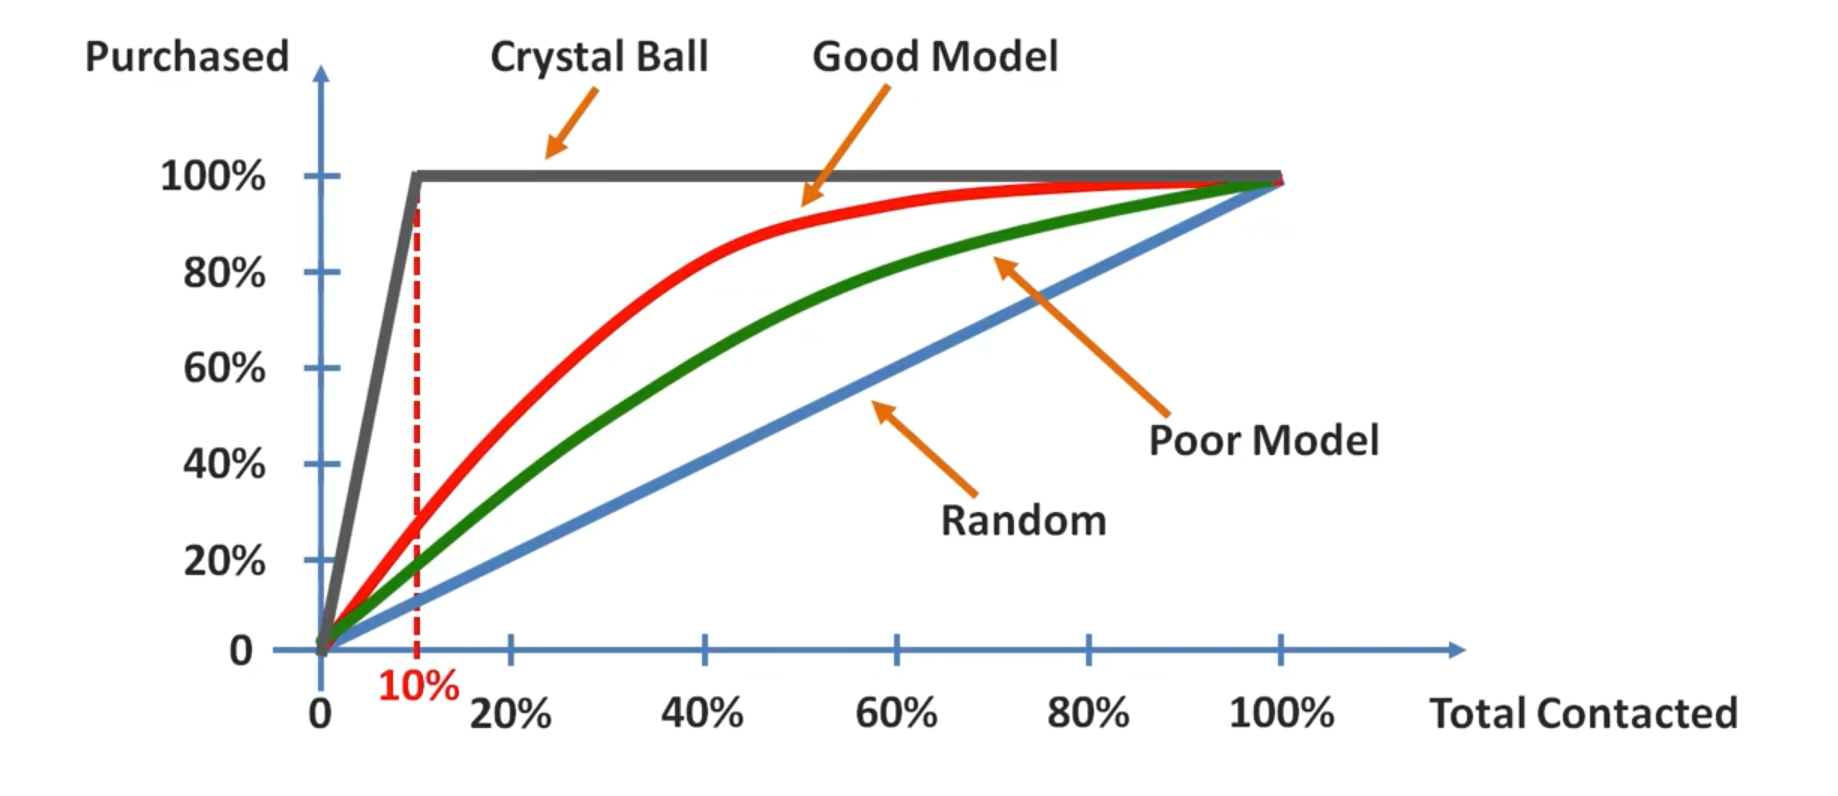 Purchased
Crystal Ball
Good Model
100%
80%
60%
40%
20%
0
Poor Model
Random
10%
0
20%
40%
60%
80%
100%
Total Contacted